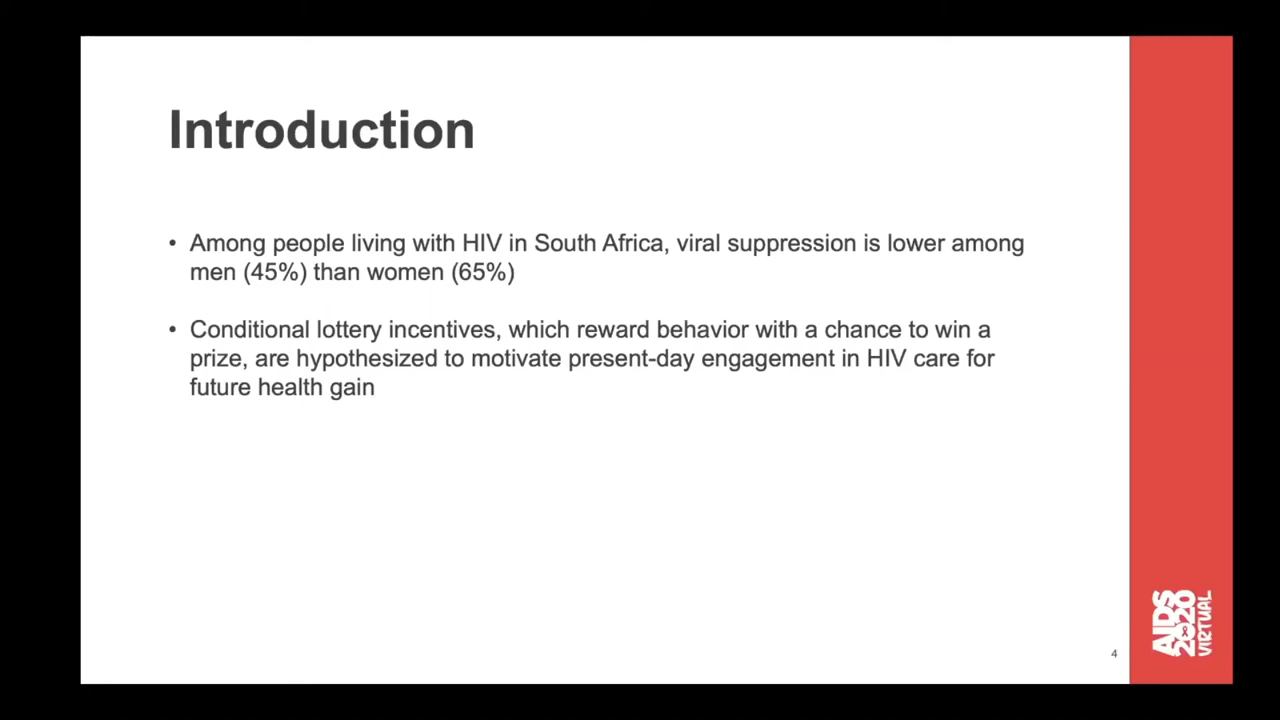 Introduction
• Among people living with HIV in South Africa, viral suppression is lower among
men (45%) than women (65%)
• Conditional lottery incentives, which reward behavior with a chance to win a
prize, are hypothesized to motivate present-day engagement in HIV care for
future health gain
4
AIDS
2020
VIRTUAL